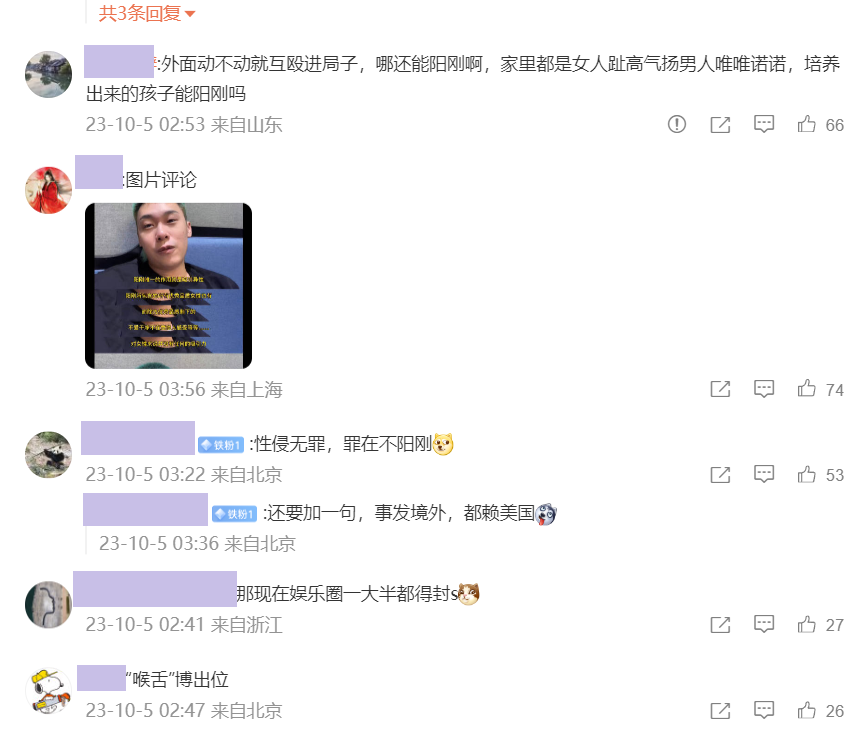 共3条回复
:外面动不动就互殴进局子，哪还能阳刚啊，家里都是女人趾高气扬男人唯唯诺诺，培养
出来的孩子能阳刚吗
23-10-5 02:53 来自山东
66
:图片评论
23-10-5 03:56 来自上海
74
铁粉1 :性侵无罪，罪在不阳刚
23-10-5 03:22 来自北京
53
铁粉1 :还要加一句，事发境外，都赖美国
23-10-5 03:36 来自北京
那现在娱乐圈一大半都得封s
23-10-5 02:41 来自浙江
27
“喉舌”博出位
23-10-5 02:47 来自北京
26